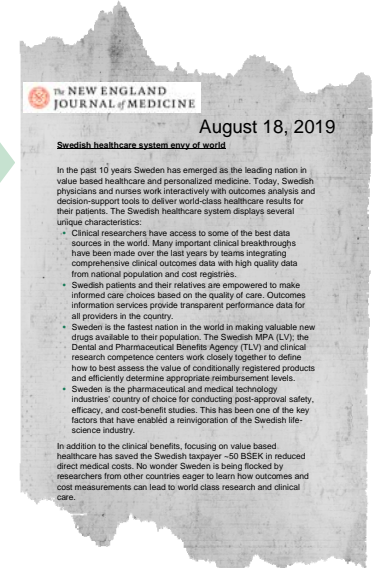 The NEW ENGLAND
JOURNAL of MEDICINE
August 18, 2019
Swedish healthcare system envy of world
In the past 10 years Sweden has emerged as the leading nation in
value based healthcare and personalized medicine. Today, Swedish
physicians and nurses work interactively with outcomes analysis and
decision-support tools to deliver world-class healthcare results for
their patients. The Swedish healthcare system displays several
unique characteristics:
• Clinical researchers have access to some of the best data
sources in the world. Many important clinical breakthroughs
have been made over the last years by teams integrating
comprehensive clinical outcomes data with high quality data
from national population and cost registries.
• Swedish patients and their relatives are empowered to make
informed care choices based on the quality of care. Outcomes
information services provide transparent performance data for
all providers in the country.
• Sweden is the fastest nation in the world in making valuable new
drugs available to their population. The Swedish MPA (LV); the
Dental and Pharmaceutical Benefits Agency (TLV) and clinical
research competence centers work closely together to define
how to best assess the value of conditionally registered products
and efficiently determine appropriate reimbursement levels.
• Sweden is the pharmaceutical and medical technology
industries' country of choice for conducting post-approval safety,
efficacy, and cost-benefit studies. This has been one of the key
factors that have enabled a reinvigoration of the Swedish life-
science industry.
In addition to the clinical benefits, focusing on value based
healthcare has saved the Swedish taxpayer ~50 BSEK in reduced
direct medical costs. No wonder Sweden is being flocked by
researchers from other countries eager to learn how outcomes and
cost measurements can lead to world class research and clinical
care.